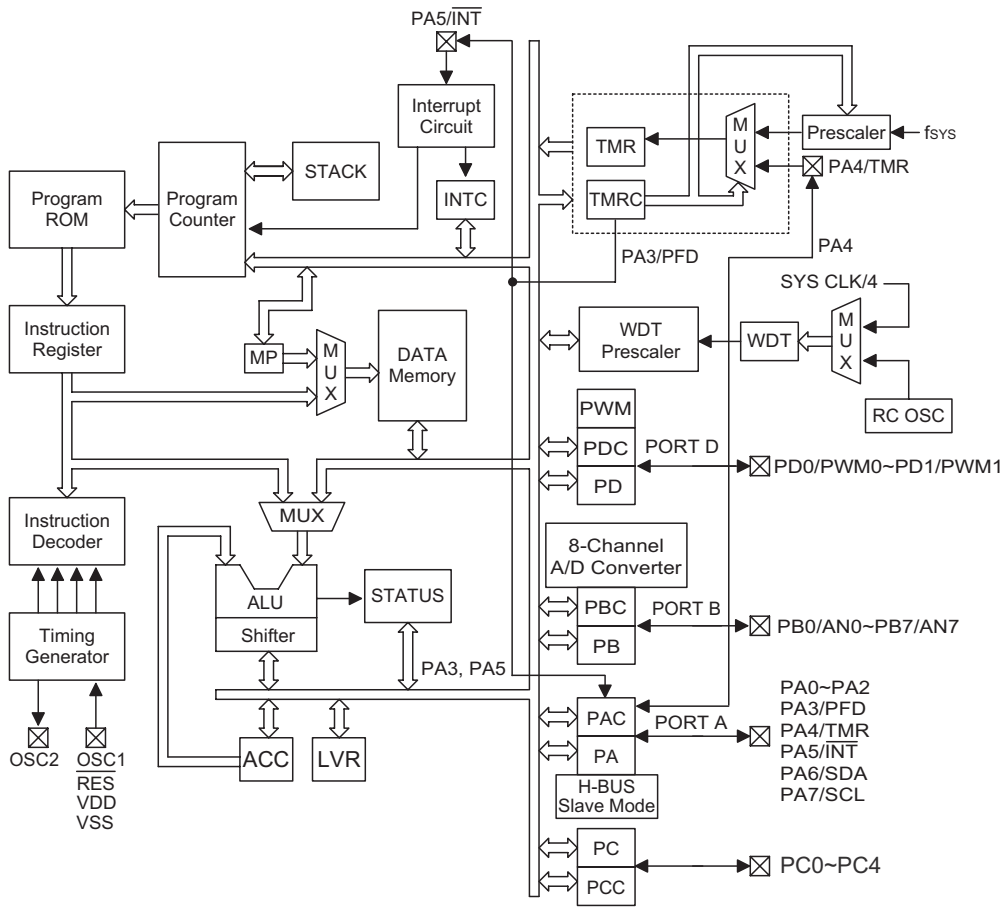 PA5/INT
Interrupt
Circuit
STACK
INTC
Program
Counter
Program
ROM
Instruction
Register
MP
M
U
X
DATA
Memory
MUX
Instruction
Decoder
ALU
Shifter
STATUS
Timing
Generator
OSC2
OSC1
RES
VDD
VSS
ACC
LVR
PA3, PA5
TMR
TMRC
M
U
X
Prescaler
fSYS
PA4/TMR
PA3/PFD
PA4
SYS CLK/4
WDT
Prescaler
WDT
M
U
X
RC OSC
PWM
PDC
PD
PORT D
PD0/PWM0~PD1/PWM1
8-Channel
A/D Converter
PBC
PB
PORT B
PB0/AN0~PB7/AN7
PAC
PA
PORT A
H-BUS
Slave Mode
PA0~PA2
PA3/PFD
PA4/TMR
PA5/INT
PA6/SDA
PA7/SCL
PC
PCC
PC0~PC4